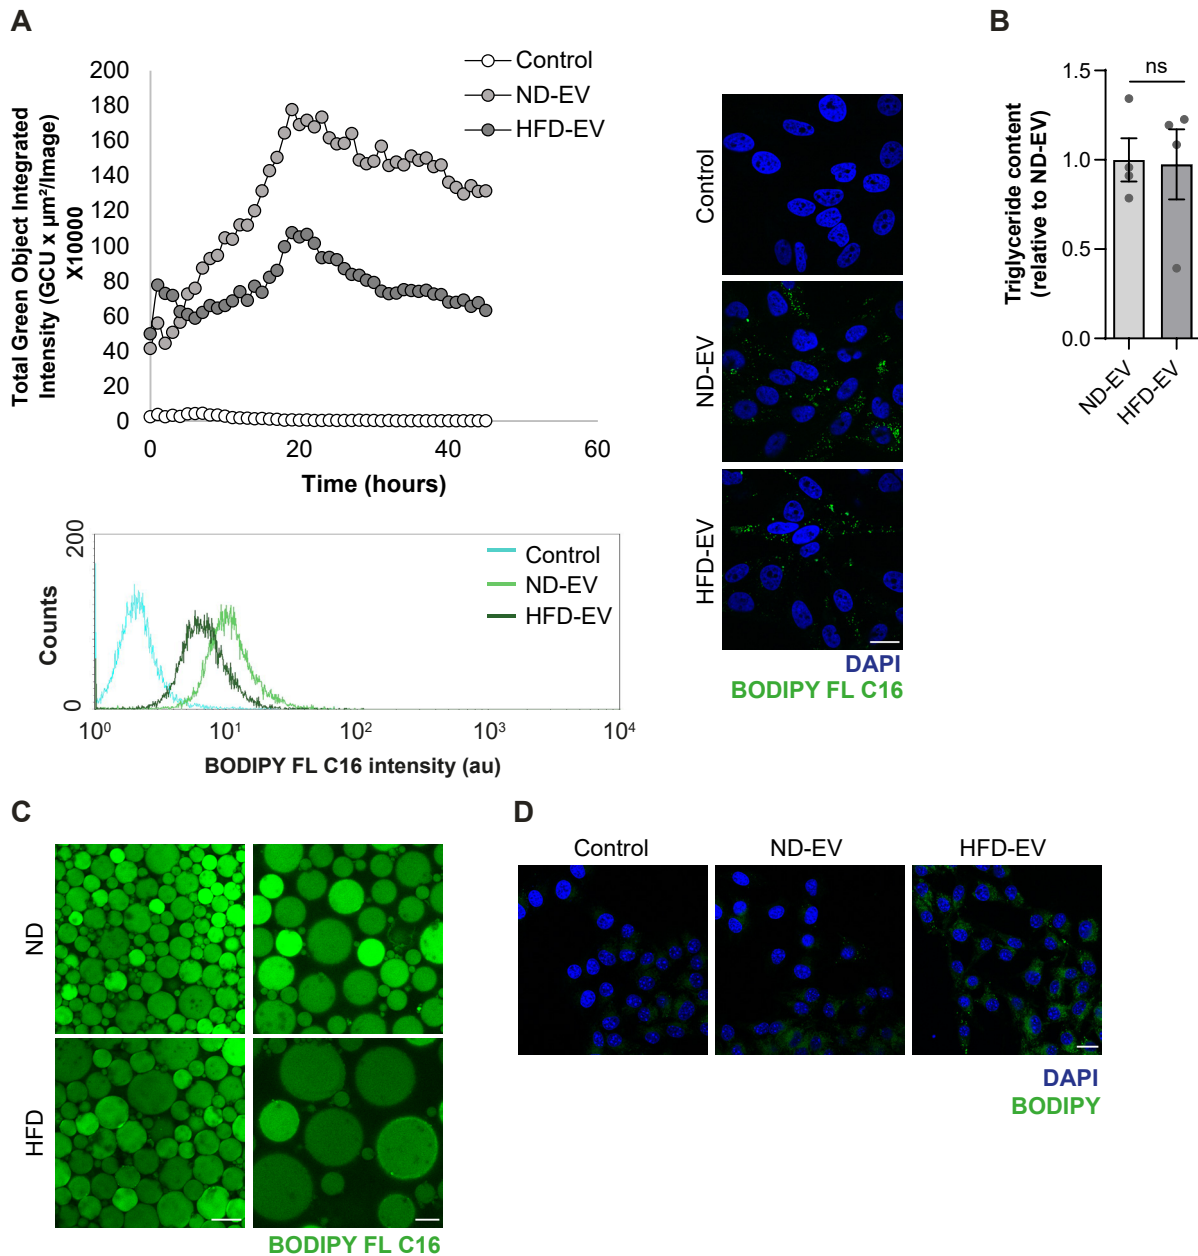 A
Control
ND-EV
HFD-EV
Total Green Object Integrated
Intensity (GCU x µm²/Image)
X10000
200
180
160
140
120
100
80
60
40
20
0
0 20 40 60
Time (hours)
Control
ND-EV
HFD-EV
DAPI
BODIPY FL C16
200
0
Counts
Control
ND-EV
HFD-EV
10⁰ 10¹ 10² 10³ 10⁴
BODIPY FL C16 intensity (au)
B
ns
Triglyceride content
(relative to ND-EV)
1.5
1.0
0.5
0.0
ND-EV
HFD-EV
C
ND
HFD
BODIPY FL C16
D
Control ND-EV HFD-EV
DAPI
BODIPY